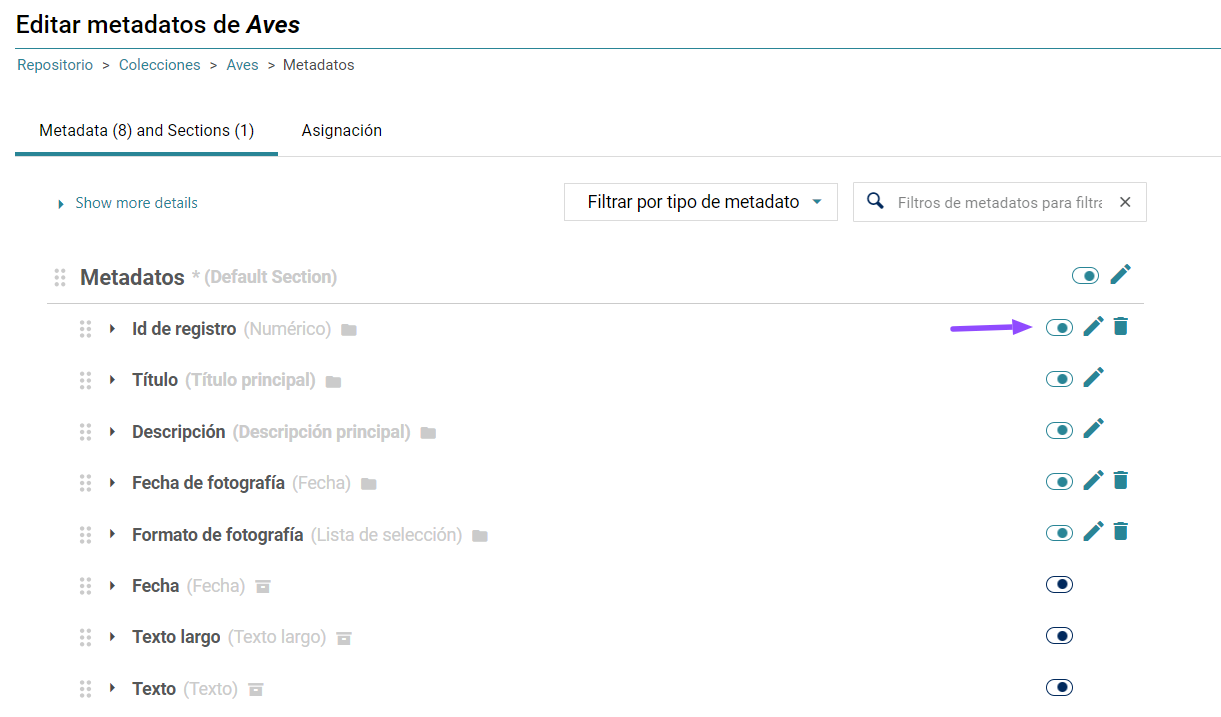 Editar metadatos de Aves
Repositorio > Colecciones > Aves > Metadatos
Metadata (8) and Sections (1) Asignación
Show more details Filtrar por tipo de metadato Filtros de metadatos para filtra
Metadatos * (Default Section)
Id de registro (Numérico)
Título (Título principal)
Descripción (Descripción principal)
Fecha de fotografía (Fecha)
Formato de fotografía (Lista de selección)
Fecha (Fecha)
Texto largo (Texto largo)
Texto (Texto)